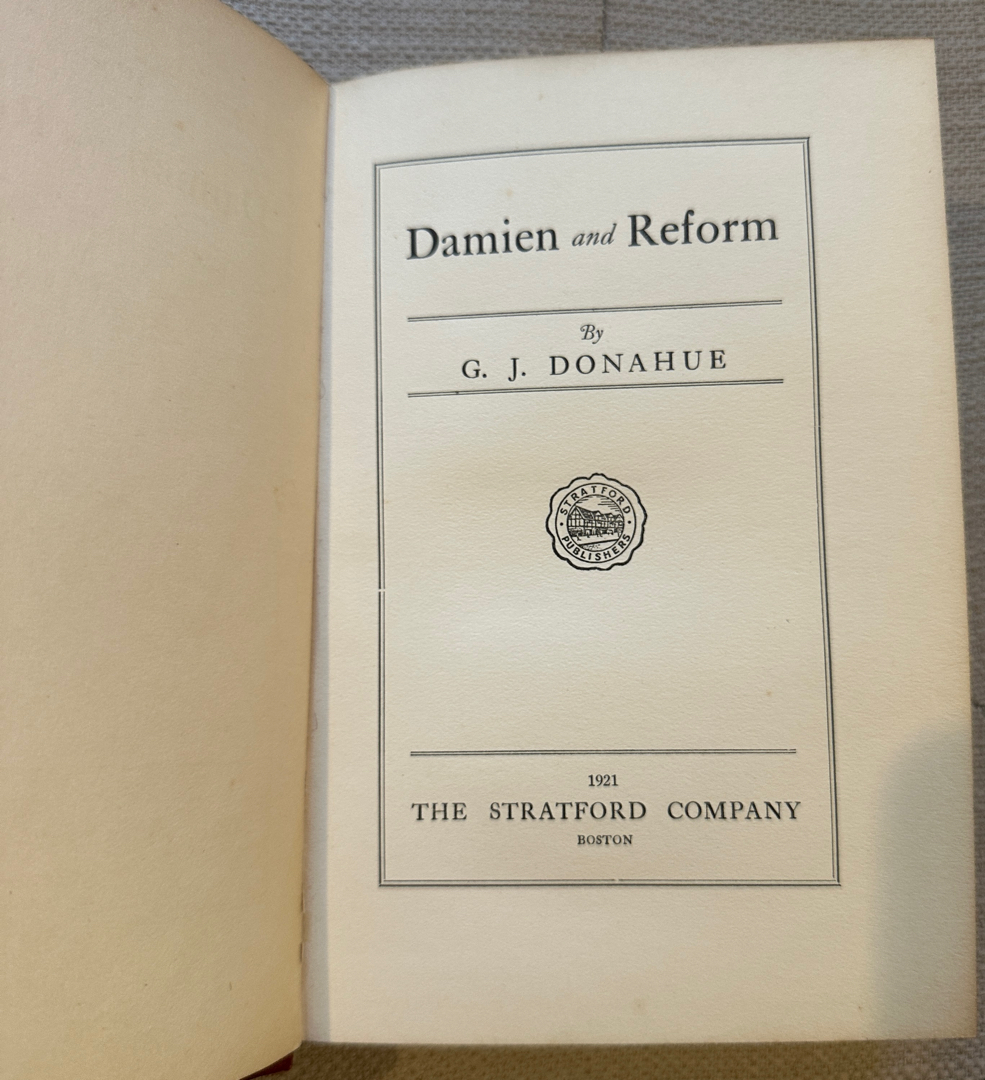 Damien and Reform
By
G. J. DONAHUE
STRATFORD
PUBLISHERS
1921
THE STRATFORD COMPANY
BOSTON